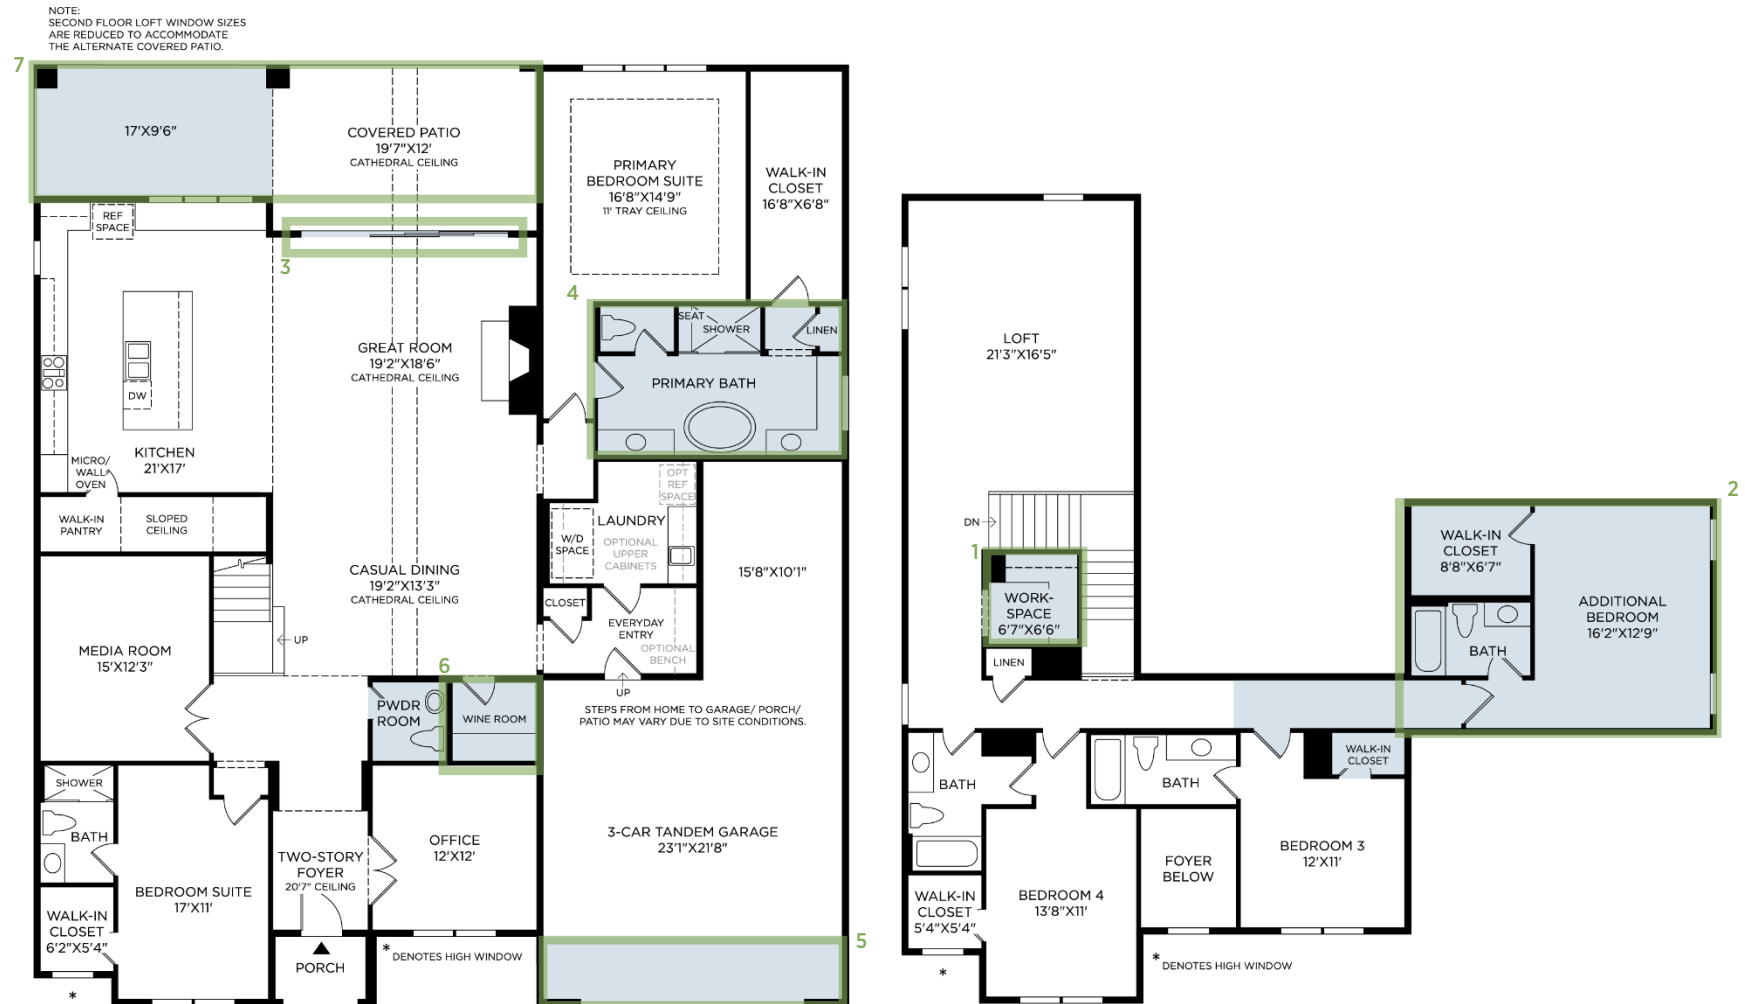 NOTE:
SECOND FLOOR LOFT WINDOW SIZES
ARE REDUCED TO ACCOMMODATE
THE ALTERNATE COVERED PATIO.
7
17'X9'6"
COVERED PATIO
19'7"X12'
CATHEDRAL CEILING
PRIMARY
BEDROOM SUITE
16'8"X14'9"
11' TRAY CEILING
WALK-IN
CLOSET
16'8"X6'8"
REF
SPACE
3
4
SEAT
SHOWER
LINEN
PRIMARY BATH
GREAT ROOM
19'2"X18'6"
CATHEDRAL CEILING
DW
KITCHEN
21'X17'
MICRO/
WALL
OVEN
WALK-IN
PANTRY
SLOPED
CEILING
OPT
REF
SPACE
LAUNDRY
W/D
SPACE
OPTIONAL
UPPER
CABINETS
15'8"X10'1"
CASUAL DINING
19'2"X13'3"
CATHEDRAL CEILING
CLOSET
EVERYDAY
ENTRY
OPTIONAL
BENCH
UP
UP
MEDIA ROOM
15'X12'3"
6
PWDR
ROOM
WINE ROOM
STEPS FROM HOME TO GARAGE/ PORCH/
PATIO MAY VARY DUE TO SITE CONDITIONS.
SHOWER
BATH
BEDROOM SUITE
17'X11'
WALK-IN
CLOSET
6'2"X5'4"
*
TWO-STORY
FOYER
20'7" CEILING
OFFICE
12'X12'
3-CAR TANDEM GARAGE
23'1"X21'8"
PORCH
* DENOTES HIGH WINDOW
5
LOFT
21'3"X16'5"
DN
1
WORK-
SPACE
6'7"X6'6"
LINEN
2
WALK-IN
CLOSET
8'8"X6'7"
ADDITIONAL
BEDROOM
16'2"X12'9"
BATH
WALK-IN
CLOSET
BATH
BATH
BEDROOM 3
12'X11'
FOYER
BELOW
BEDROOM 4
13'8"X11'
WALK-IN
CLOSET
5'4"X5'4"
*
* DENOTES HIGH WINDOW